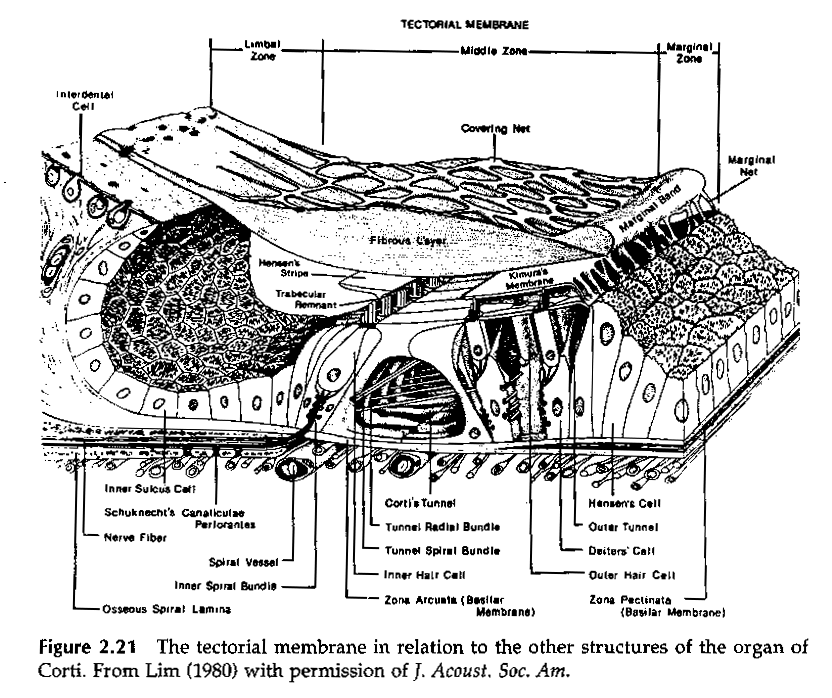 TECTORIAL MEMBRANE
Limbal
Zone
Middle Zone
Marginal
Zone
Interdental
Cell
Covering Net
Marginal
Net
Marginal Band
Fibrous Layer
Hensen's
Stripe
Kimura's
Membrane
Trabecular
Remnant
Inner Sulcus Cell
Schuknecht's Canaliculae
Perforantes
Nerve Fiber
Spiral Vessel
Inner Spiral Bundle
Osseous Spiral Lamina
Corti's Tunnel
Tunnel Radial Bundle
Tunnel Spiral Bundle
Inner Hair Cell
Zona Arcuata (Basilar
Membrane)
Hensen's Cell
Outer Tunnel
Deiters' Cell
Outer Hair Cell
Zona Pectinata
(Basilar Membrane)
Figure 2.21 The tectorial membrane in relation to the other structures of the organ of
Corti. From Lim (1980) with permission of J. Acoust. Soc. Am.